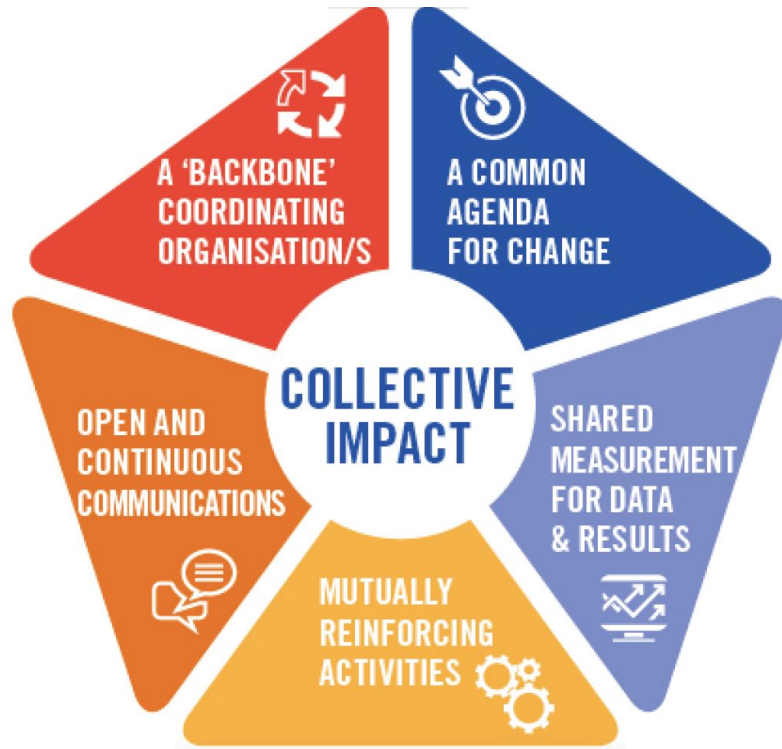 A 'BACKBONE'
COORDINATING
ORGANISATION/S
A COMMON
AGENDA
FOR CHANGE
COLLECTIVE
IMPACT
OPEN AND
CONTINUOUS
COMMUNICATIONS
SHARED
MEASUREMENT
FOR DATA
& RESULTS
MUTUALLY
REINFORCING
ACTIVITIES